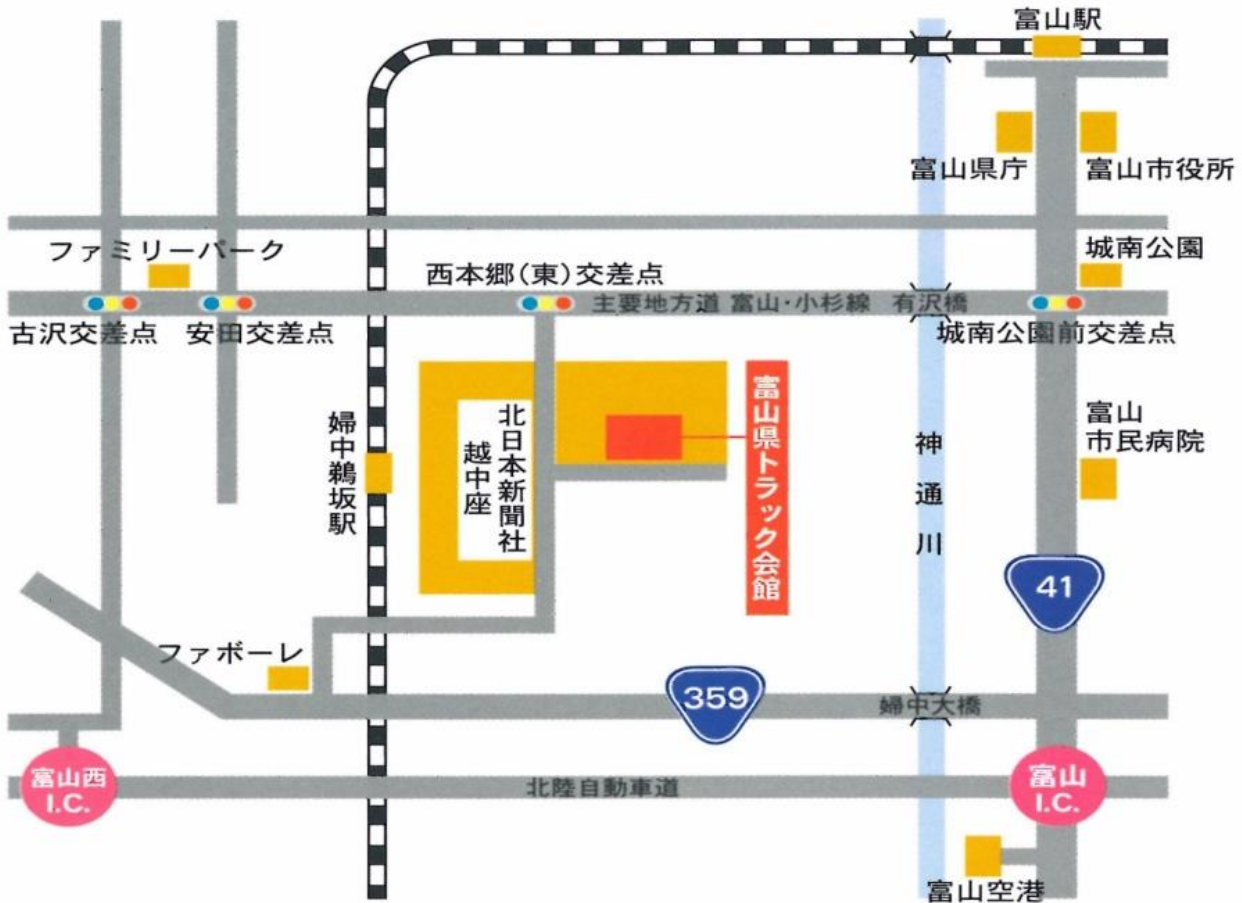 富山駅
富山県庁
富山市役所
ファミリーパーク
城南公園
西本郷(東)交差点
主要地方道 富山・小杉線 有沢橋
古沢交差点
安田交差点
城南公園前交差点
富山県トラック会館
北日本新聞社
越中座
婦中鵜坂駅
神通川
富山
市民病院
41
ファボーレ
359
婦中大橋
富山西
I.C.
北陸自動車道
富山
I.C.
富山空港